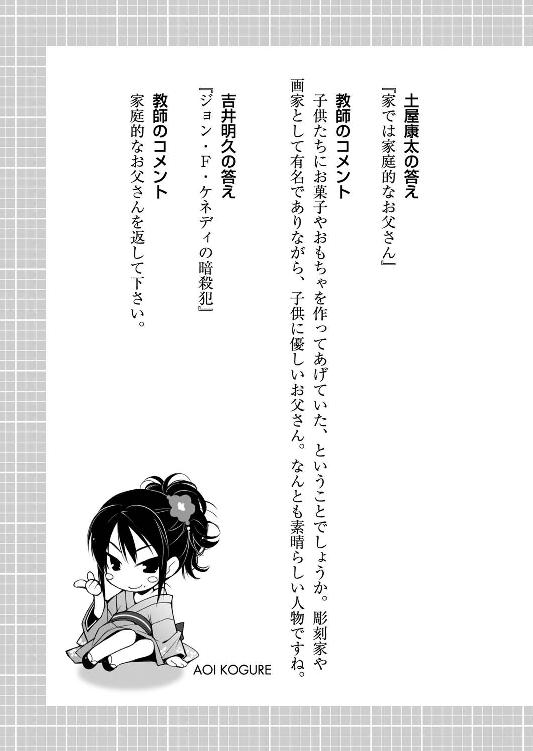 土屋康太の答え
『家では家庭的なお父さん』
教師のコメント
子供たちにお菓子やおもちゃを作ってあげていた、ということでしょうか。彫刻家や
画家として有名でありながら、子供に優しいお父さん。なんとも素晴らしい人物ですね。
吉井明久の答え
『ジョン・F・ケネディの暗殺犯』
教師のコメント
家庭的なお父さんを返して下さい。
AOI KOGURE